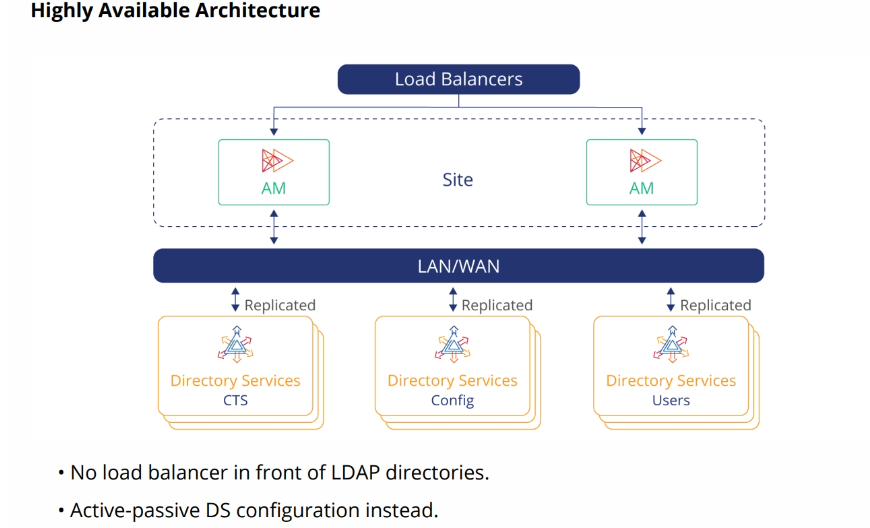 Highly Available Architecture
Load Balancers
AM
Site
AM
LAN/WAN
Replicated
Replicated
Replicated
Directory Services
CTS
Directory Services
Config
Directory Services
Users
• No load balancer in front of LDAP directories.
• Active-passive DS configuration instead.